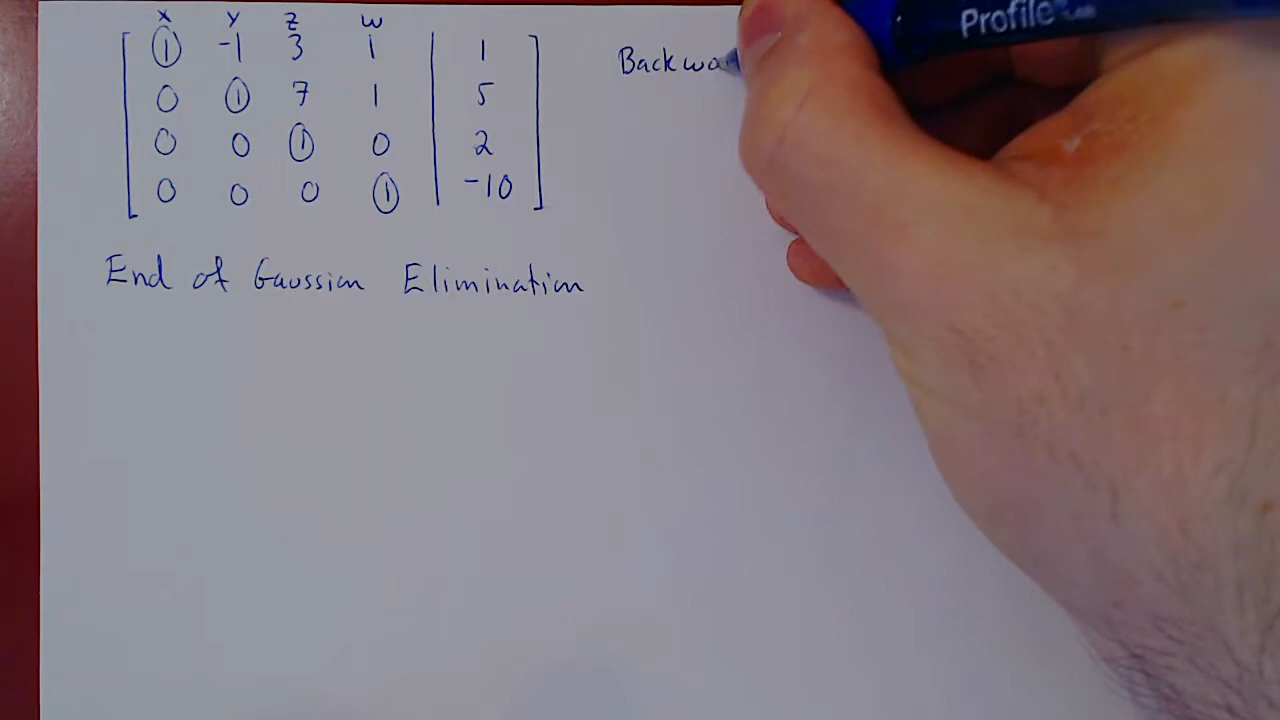 x y z w
1 -1 3 1 | 1 Backwa
0 1 7 1 | 5
0 0 1 0 | 2
0 0 0 1 | -10
End of Gaussian Elimination
Profile